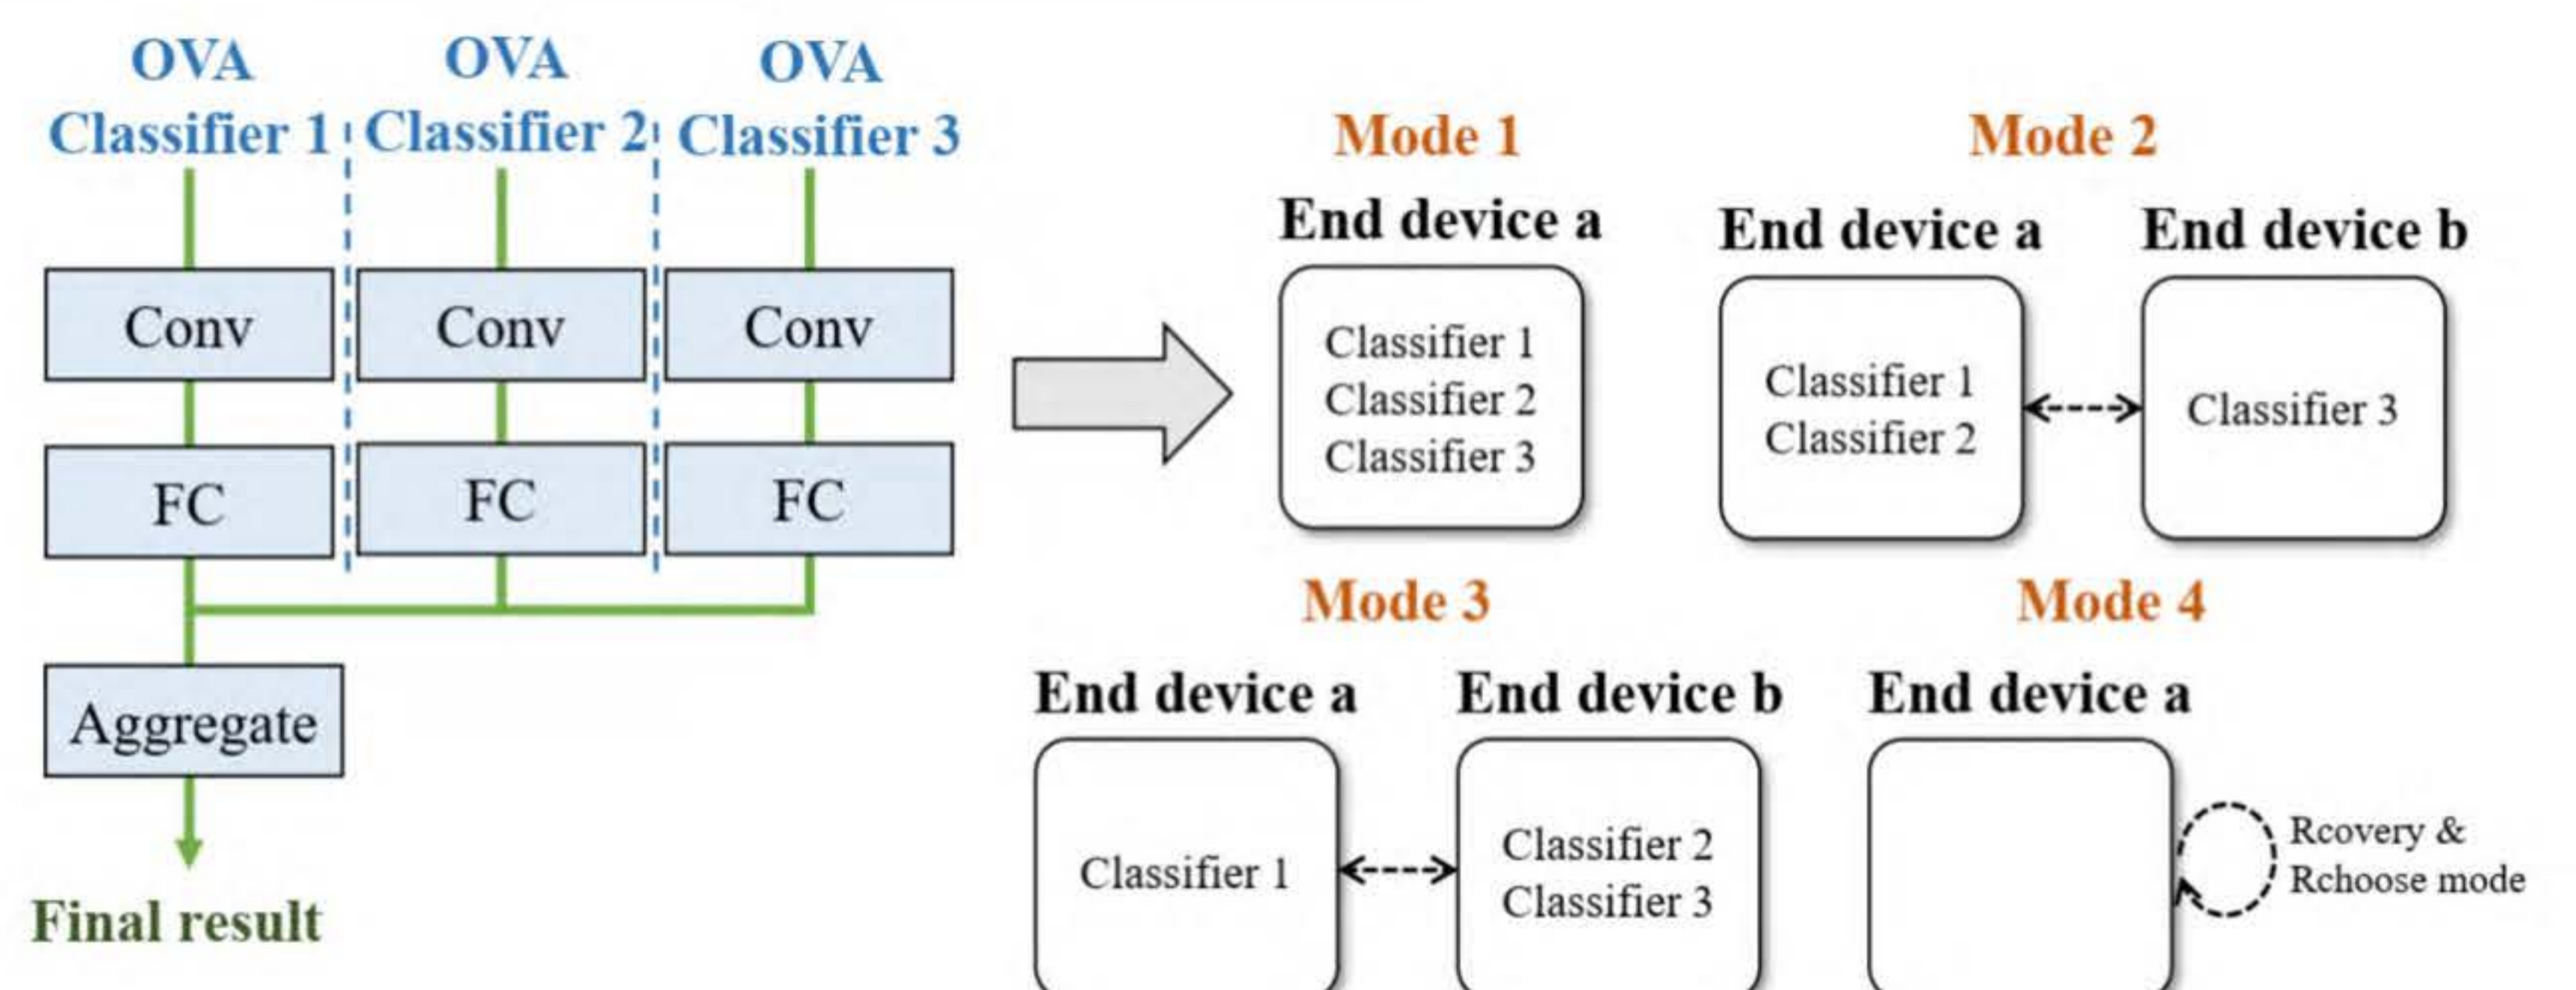 OVA
Classifier 1
OVA
Classifier 2
OVA
Classifier 3
Conv
Conv
Conv
FC
FC
FC
Aggregate
Final result
Mode 1
End device a
Classifier 1
Classifier 2
Classifier 3
Mode 2
End device a
End device b
Classifier 1
Classifier 2
Classifier 3
Mode 3
End device a
End device b
Classifier 1
Classifier 2
Classifier 3
Mode 4
End device a
Rcovery &
Rchoose mode